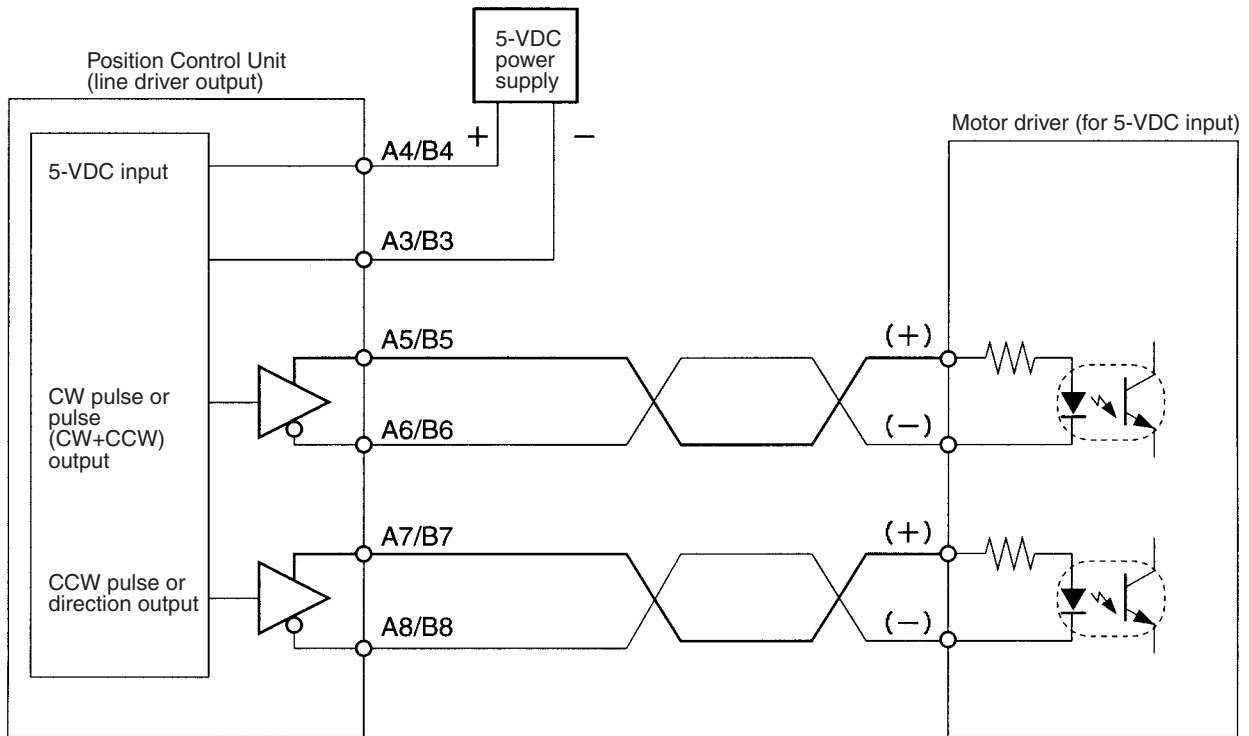 Position Control Unit
(line driver output)
5-VDC
power
supply
+
−
Motor driver (for 5-VDC input)
5-VDC input
A4/B4
A3/B3
CW pulse or
pulse
(CW+CCW)
output
A5/B5
A6/B6
(+)
(−)
CCW pulse or
direction output
A7/B7
A8/B8
(+)
(−)